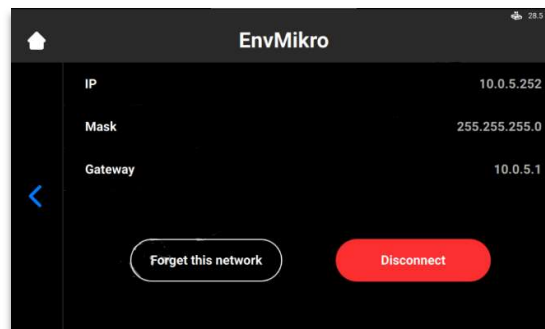 28.5
EnvMikro
IP 10.0.5.252
Mask 255.255.255.0
Gateway 10.0.5.1
Forget this network Disconnect